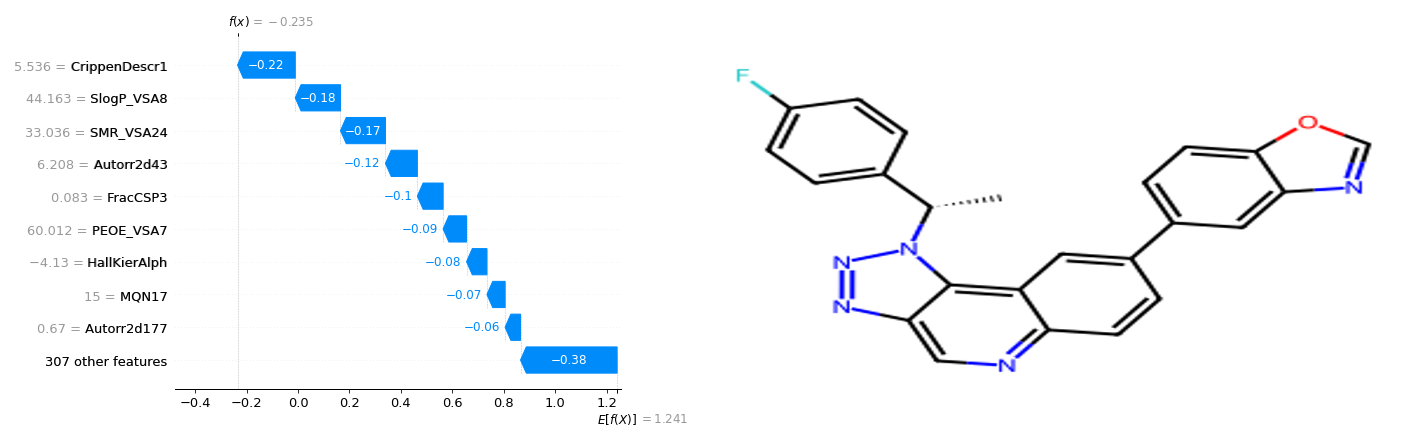 f(x) = −0.235
5.536 = CrippenDescr1 −0.22
44.163 = SlogP_VSA8 −0.18
33.036 = SMR_VSA24 −0.17
6.208 = Autorr2d43 −0.12
0.083 = FracCSP3 −0.1
60.012 = PEOE_VSA7 −0.09
−4.13 = HallKierAlph −0.08
15 = MQN17 −0.07
0.67 = Autorr2d177 −0.06
307 other features −0.38
−0.4 −0.2 0.0 0.2 0.4 0.6 0.8 1.0 1.2
E[f(X)] = 1.241
F
O
N
N
N
N
N